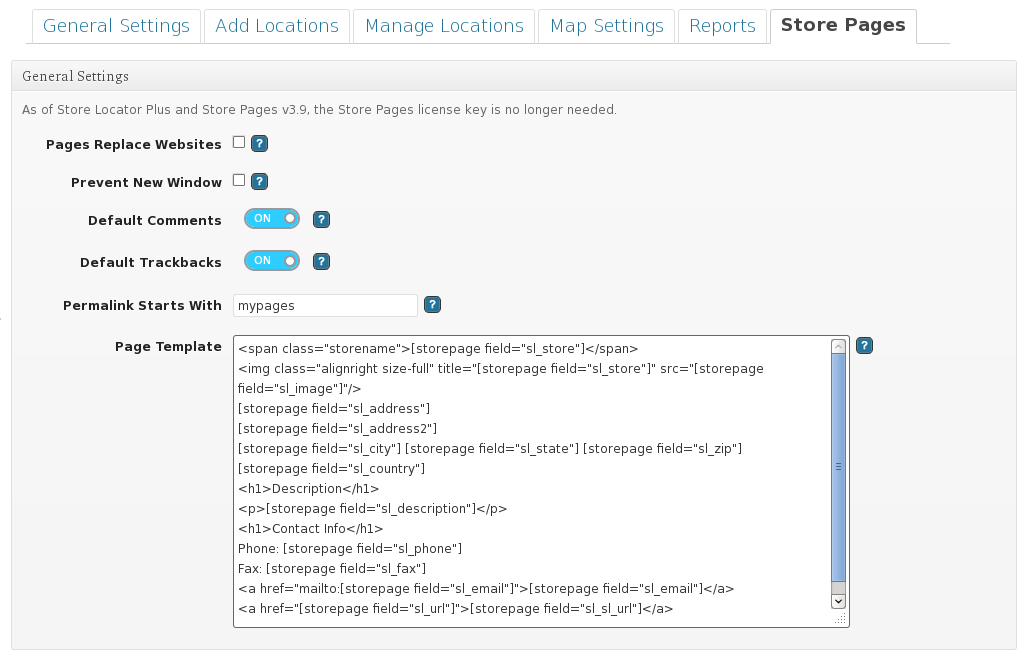 General Settings Add Locations Manage Locations Map Settings Reports Store Pages
General Settings
As of Store Locator Plus and Store Pages v3.9, the Store Pages license key is no longer needed.
Pages Replace Websites ?
Prevent New Window ?
Default Comments ON ?
Default Trackbacks ON ?
Permalink Starts With mypages ?
Page Template ?
<span class="storename">[storepage field="sl_store"]</span>
<img class="alignright size-full" title="[storepage field="sl_store"]" src="[storepage
field="sl_image"]"/>
[storepage field="sl_address"]
[storepage field="sl_address2"]
[storepage field="sl_city"] [storepage field="sl_state"] [storepage field="sl_zip"]
[storepage field="sl_country"]
<h1>Description</h1>
<p>[storepage field="sl_description"]</p>
<h1>Contact Info</h1>
Phone: [storepage field="sl_phone"]
Fax: [storepage field="sl_fax"]
<a href="mailto:[storepage field="sl_email"]">[storepage field="sl_email"]</a>
<a href="[storepage field="sl_url"]">[storepage field="sl_sl_url"]</a>